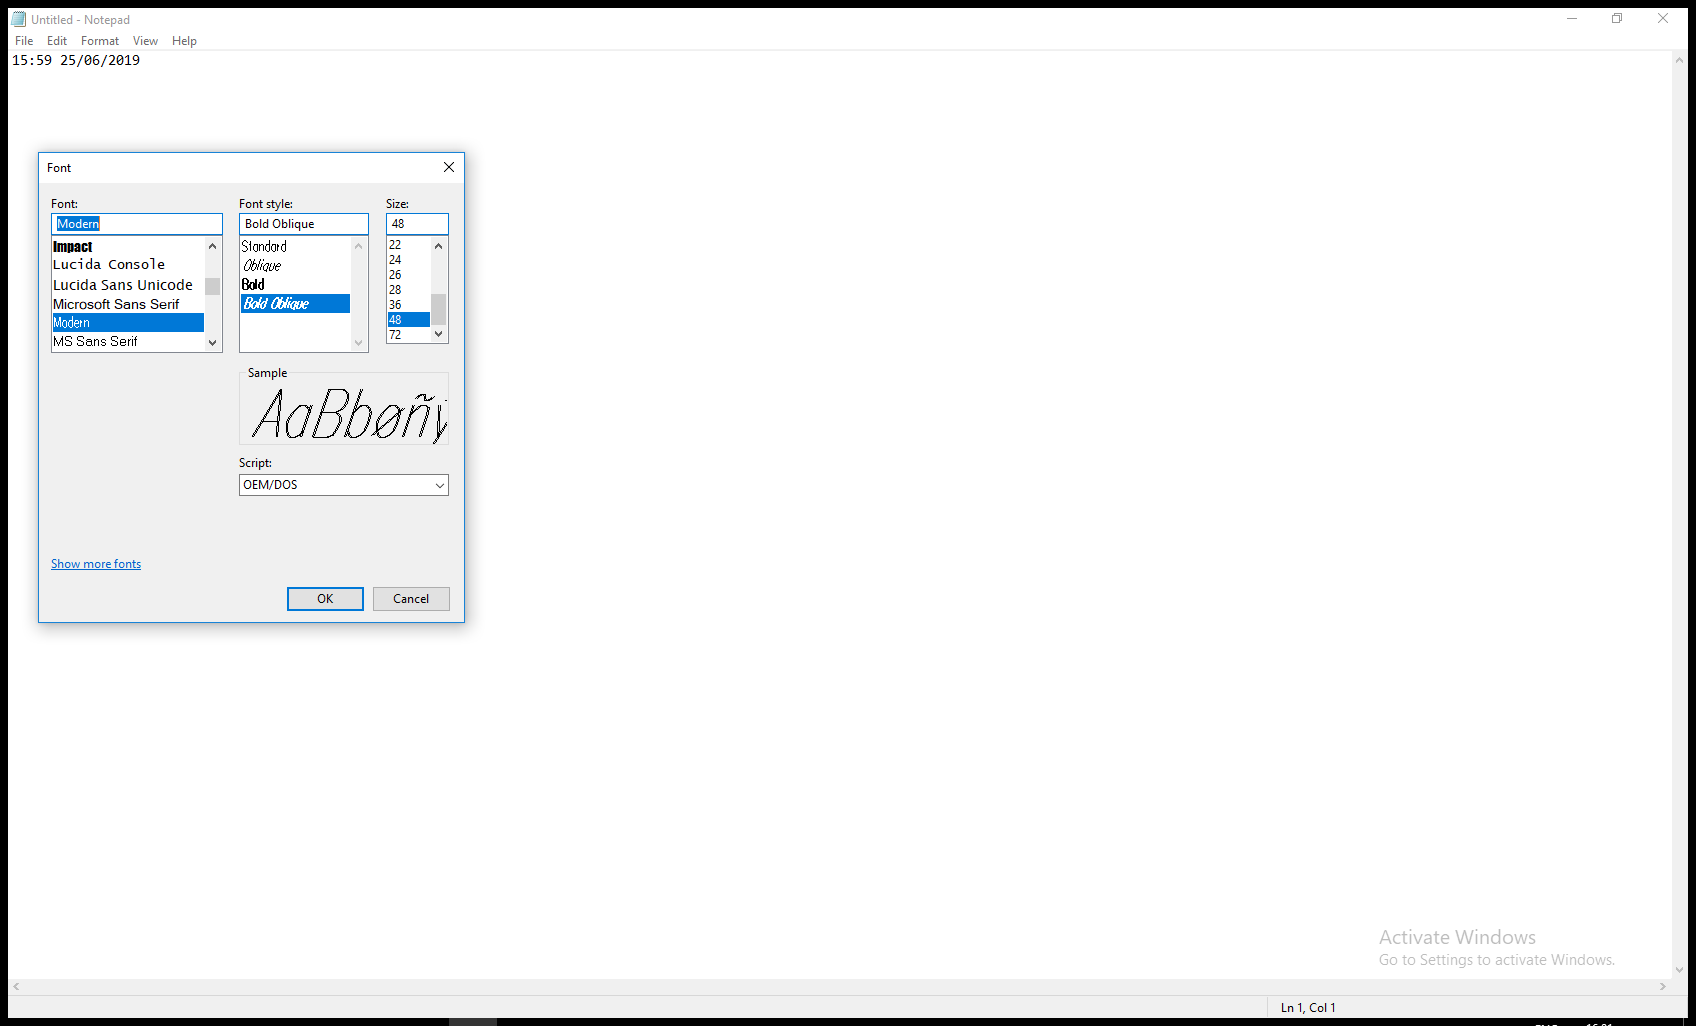 Untitled - Notepad
File Edit Format View Help
15:59 25/06/2019
Font
Font:
Modern
Impact
Lucida Console
Lucida Sans Unicode
Microsoft Sans Serif
Modern
MS Sans Serif
Font style:
Bold Oblique
Standard
Oblique
Bold
Bold Oblique
Size:
48
22
24
26
28
36
48
72
Sample
AaBbøñ
Script:
OEM/DOS
Show more fonts
OK Cancel
Activate Windows
Go to Settings to activate Windows.
Ln 1, Col 1